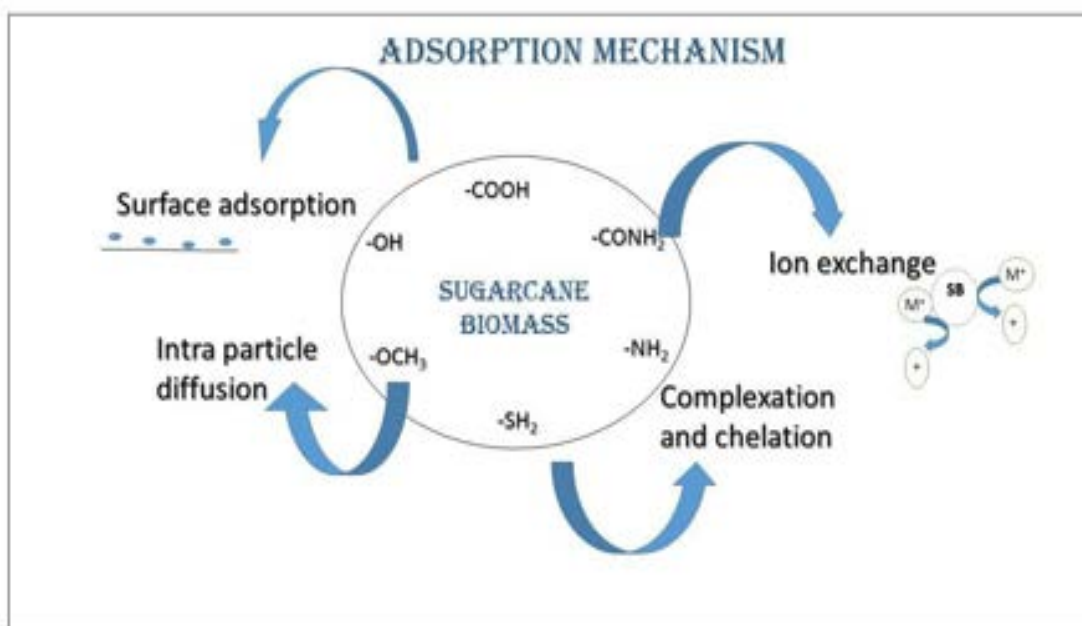 ADSORPTION MECHANISM
Surface adsorption
-COOH
-OH
-CONH₂
Ion exchange
SUGARCANE
BIOMASS
M⁺
SB
M⁺
+
+
Intra particle
diffusion
-OCH₃
-NH₂
-SH₂
Complexation
and chelation